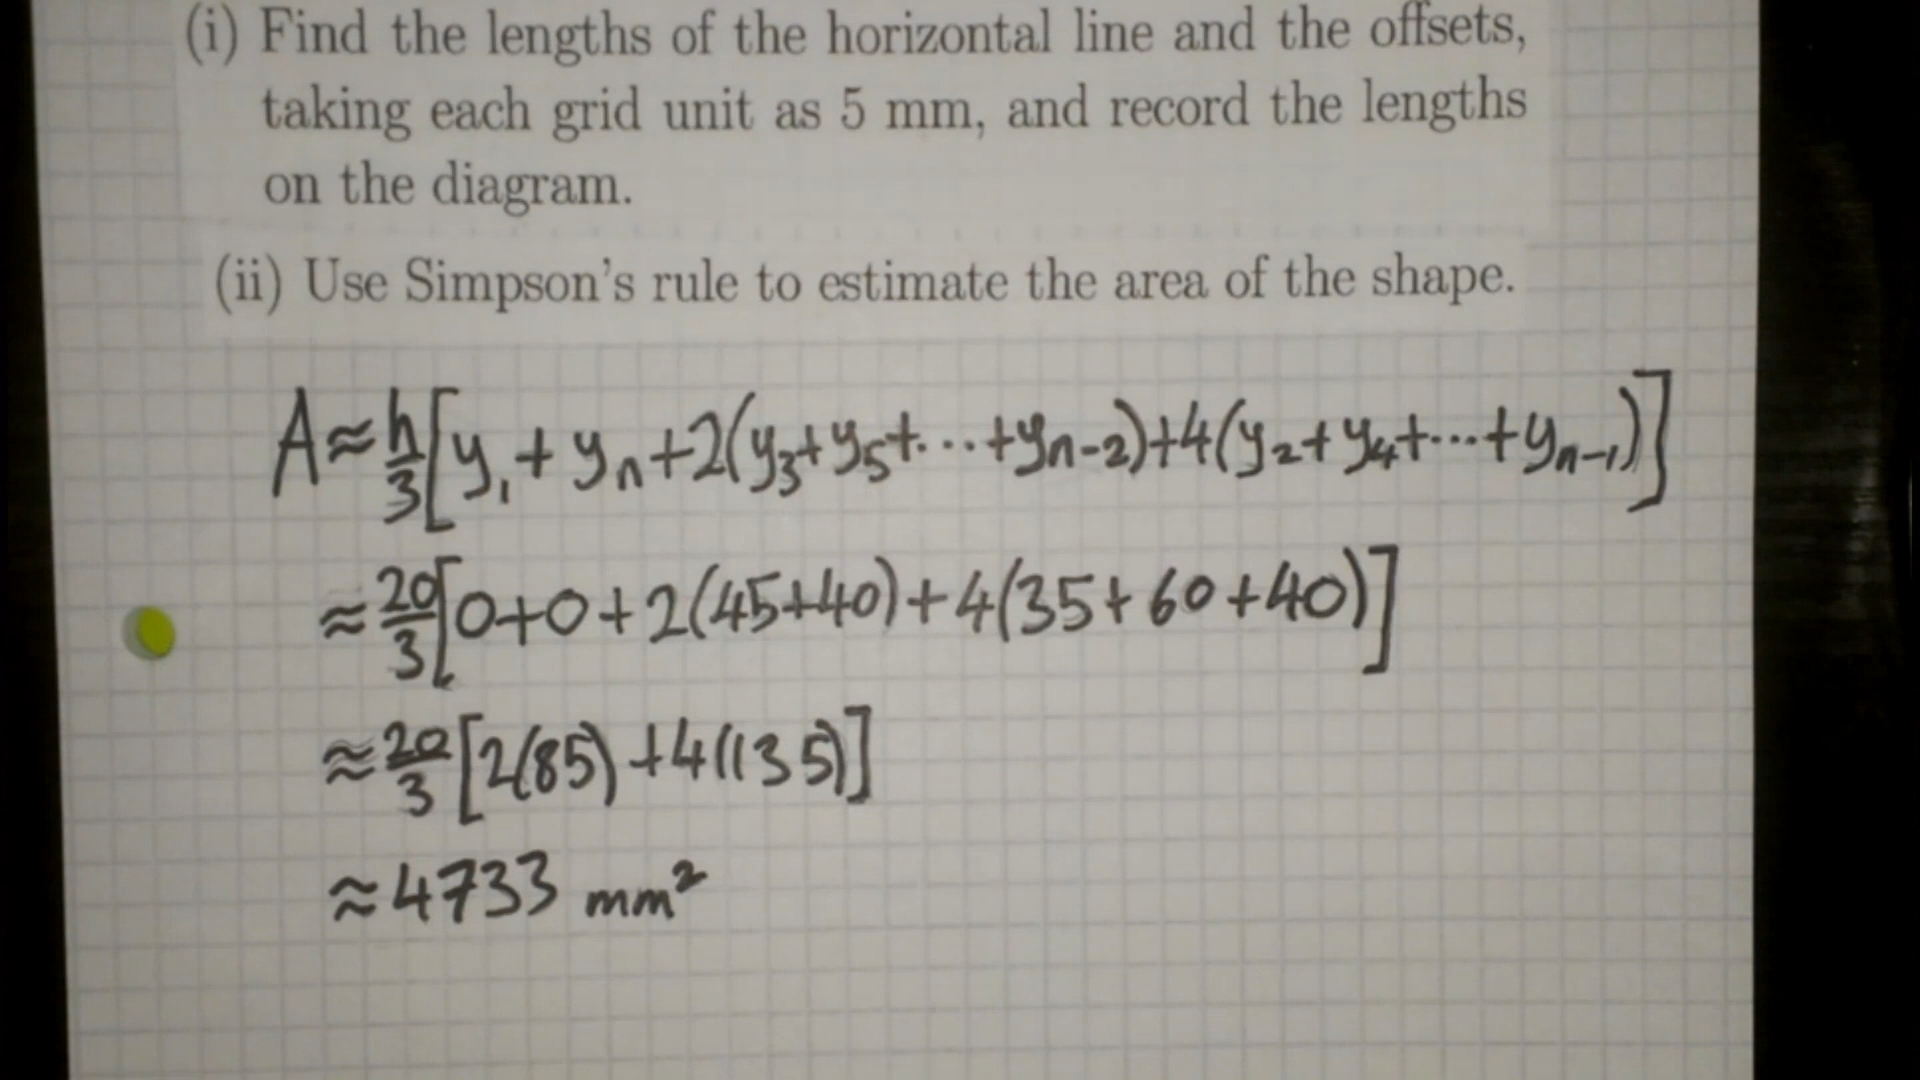 (i) Find the lengths of the horizontal line and the offsets,
taking each grid unit as 5 mm, and record the lengths
on the diagram.
(ii) Use Simpson's rule to estimate the area of the shape.
A≈h/3[y₁+yₙ+2(y₃+y₅+...+yₙ₋₂)+4(y₂+y₄+...+yₙ₋₁)]
≈20/3[0+0+2(45+40)+4(35+60+40)]
≈20/3[2(85)+4(135)]
≈4733 mm²